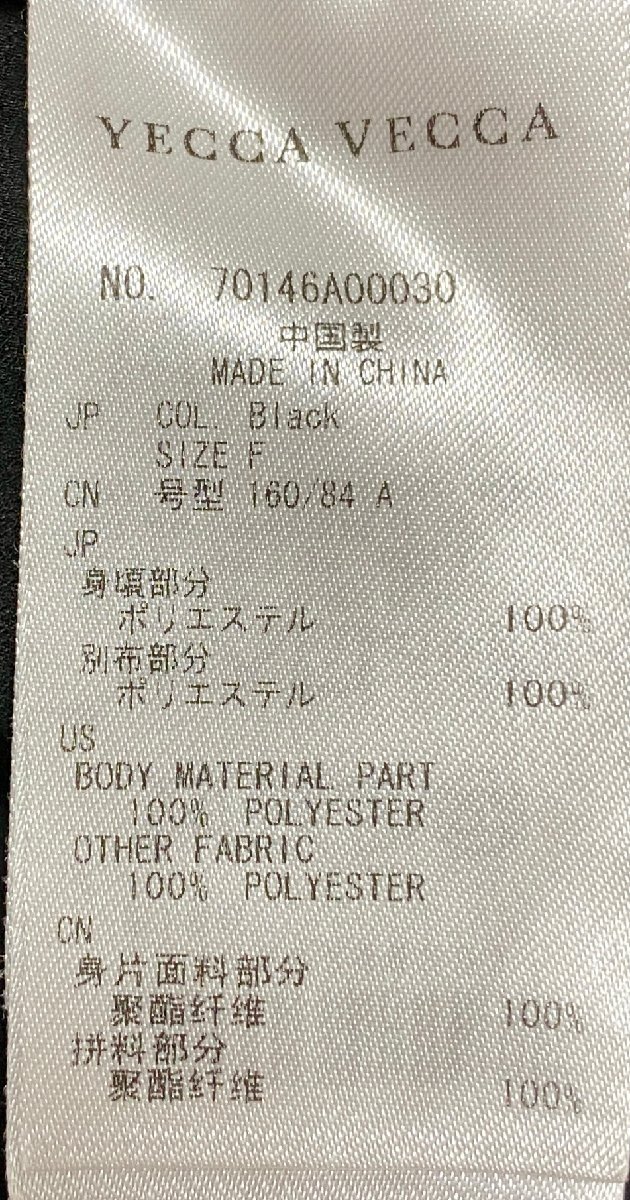 YECCA VECCA
NO. 70146A00030
中国製
MADE IN CHINA
JP COL. Black
SIZE F
CN 号型 160/84 A
JP
身頃部分
ポリエステル 100%
別布部分
ポリエステル 100%
US
BODY MATERIAL PART
100% POLYESTER
OTHER FABRIC
100% POLYESTER
CN
身片面料部分
聚酯纤维 100%
拼料部分
聚酯纤维 100%